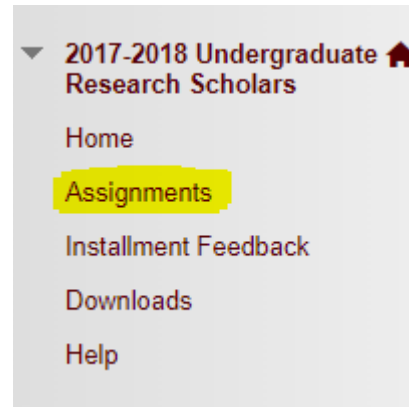 2017-2018 Undergraduate
Research Scholars
Home
Assignments
Installment Feedback
Downloads
Help